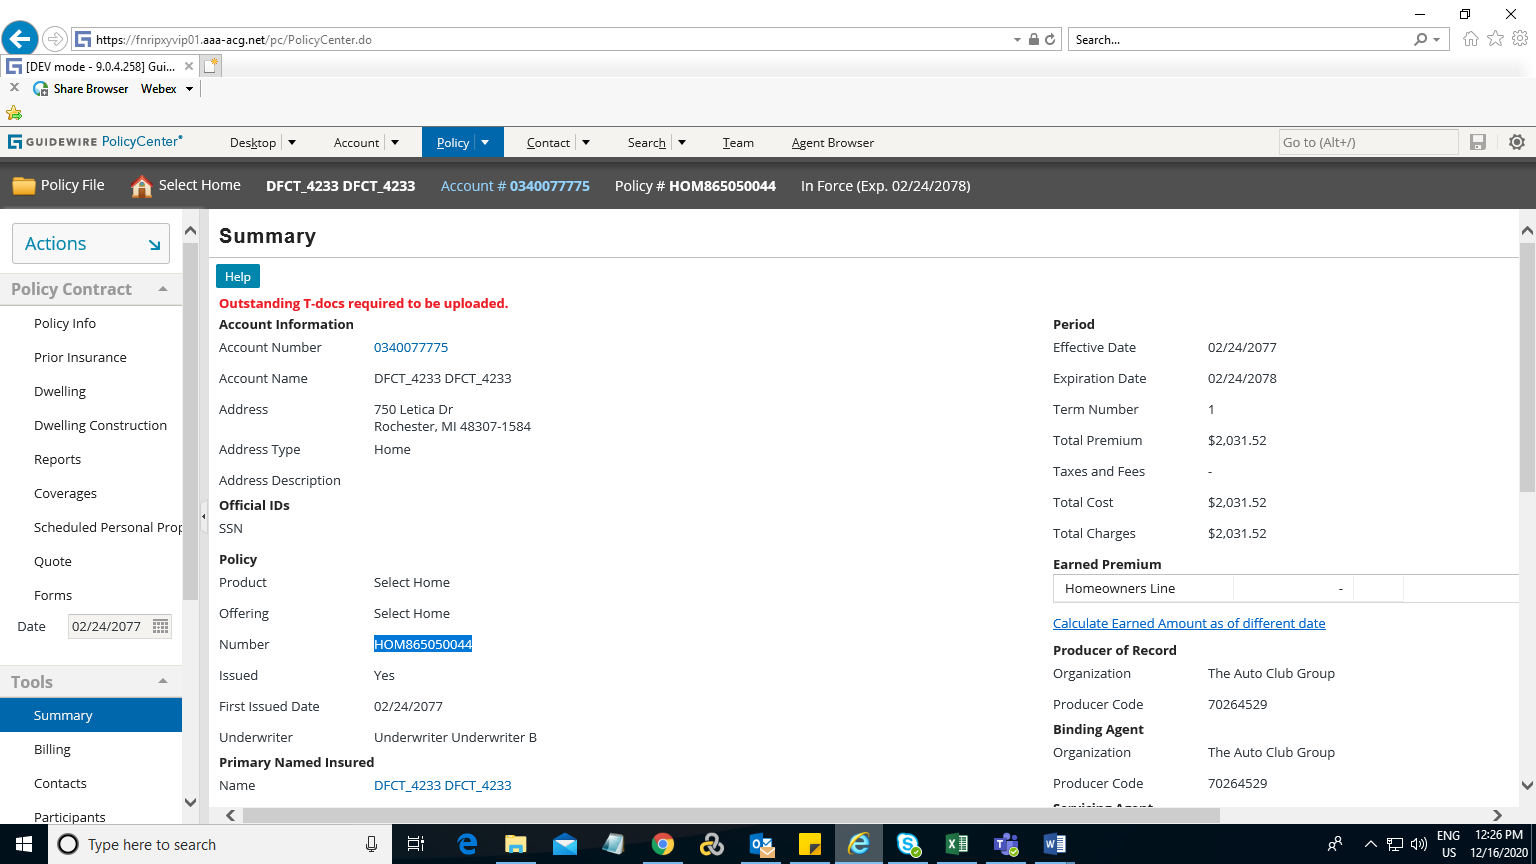 https://fnripxyvip01.aaa-acg.net/pc/PolicyCenter.do
Search...
[DEV mode - 9.0.4.258] Gui...
x Share Browser Webex
GUIDEWIRE PolicyCenter®
Desktop Account Policy Contact Search Team Agent Browser
Go to (Alt+/)
Policy File Select Home DFCT_4233 DFCT_4233 Account # 0340077775 Policy # HOM865050044 In Force (Exp. 02/24/2078)
Actions
Policy Contract
Policy Info
Prior Insurance
Dwelling
Dwelling Construction
Reports
Coverages
Scheduled Personal Prop
Quote
Forms
Date 02/24/2077
Tools
Summary
Billing
Contacts
Participants
Summary
Help
Outstanding T-docs required to be uploaded.
Account Information
Account Number 0340077775
Account Name DFCT_4233 DFCT_4233
Address 750 Letica Dr
Rochester, MI 48307-1584
Address Type Home
Address Description
Official IDs
SSN
Policy
Product Select Home
Offering Select Home
Number HOM865050044
Issued Yes
First Issued Date 02/24/2077
Underwriter Underwriter Underwriter B
Primary Named Insured
Name DFCT_4233 DFCT_4233
Period
Effective Date 02/24/2077
Expiration Date 02/24/2078
Term Number 1
Total Premium $2,031.52
Taxes and Fees -
Total Cost $2,031.52
Total Charges $2,031.52
Earned Premium
Homeowners Line -
Calculate Earned Amount as of different date
Producer of Record
Organization The Auto Club Group
Producer Code 70264529
Binding Agent
Organization The Auto Club Group
Producer Code 70264529
Servicing Agent
Type here to search
ENG
US
12:26 PM
12/16/2020